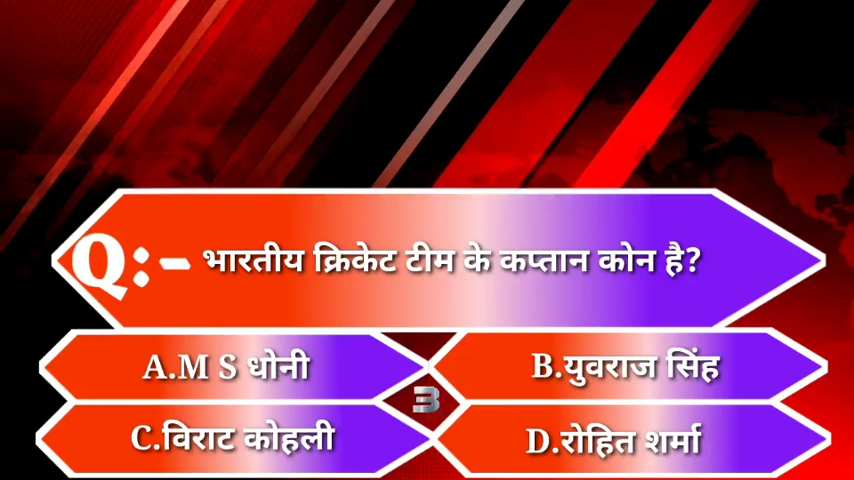 Q:- भारतीय क्रिकेट टीम के कप्तान कोन है?
A.M S धोनी
B.युवराज सिंह
3
C.विराट कोहली
D.रोहित शर्मा